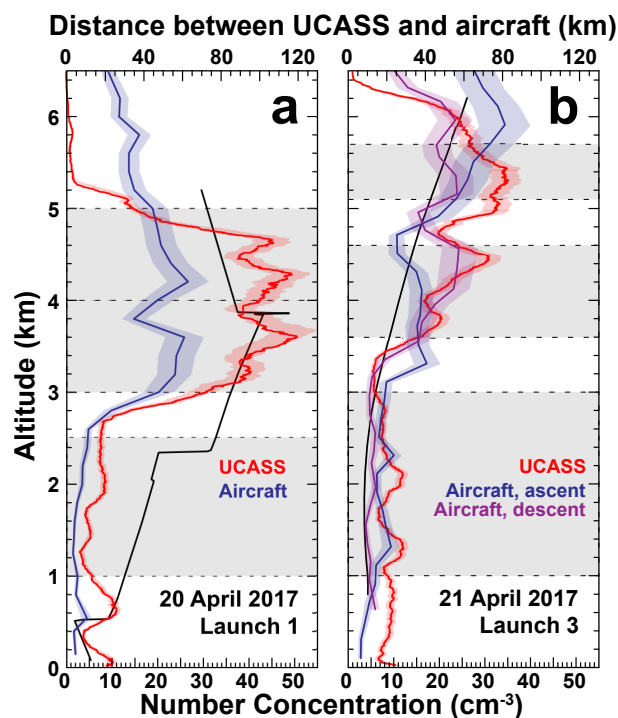 Distance between UCASS and aircraft (km)
0 40 80 120 0 40 80 120
a b
6
5
4
3
2
1
0
Altitude (km)
UCASS
Aircraft
UCASS
Aircraft, ascent
Aircraft, descent
20 April 2017
Launch 1
21 April 2017
Launch 3
0 10 20 30 40 50 0 10 20 30 40 50
Number Concentration (cm⁻³)